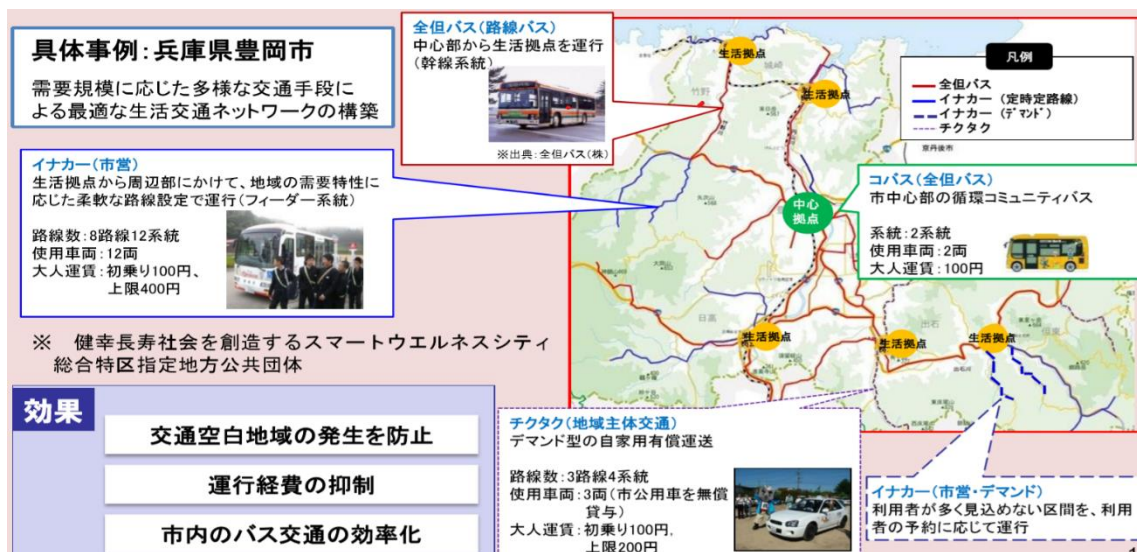 具体事例：兵庫県豊岡市
需要規模に応じた多様な交通手段に
よる最適な生活交通ネットワークの構築
全但バス（路線バス）
中心部から生活拠点を運行
（幹線系統）
※出典：全但バス（株）
イナカー（市営）
生活拠点から周辺部にかけて、地域の需要特性に
応じた柔軟な路線設定で運行（フィーダー系統）
路線数：8路線12系統
使用車両：12両
大人運賃：初乗り100円、
上限400円
※　健幸長寿社会を創造するスマートウエルネスシティ
総合特区指定地方公共団体
効果
交通空白地域の発生を防止
運行経費の抑制
市内のバス交通の効率化
凡例
全但バス
イナカー（定時定路線）
イナカー（ﾃﾞﾏﾝﾄﾞ）
チクタク
生活拠点
生活拠点
城崎
竹野
京丹後市
中心
拠点
コバス（全但バス）
市中心部の循環コミュニティバス
系統：2系統
使用車両：2両
大人運賃：100円
日高
出石
但東
生活拠点
生活拠点
生活拠点
チクタク（地域主体交通）
デマンド型の自家用有償運送
路線数：3路線4系統
使用車両：3両（市公用車を無償
貸与）
大人運賃：初乗り100円、
上限200円
イナカー（市営・デマンド）
利用者が多く見込めない区間を、利用
者の予約に応じて運行